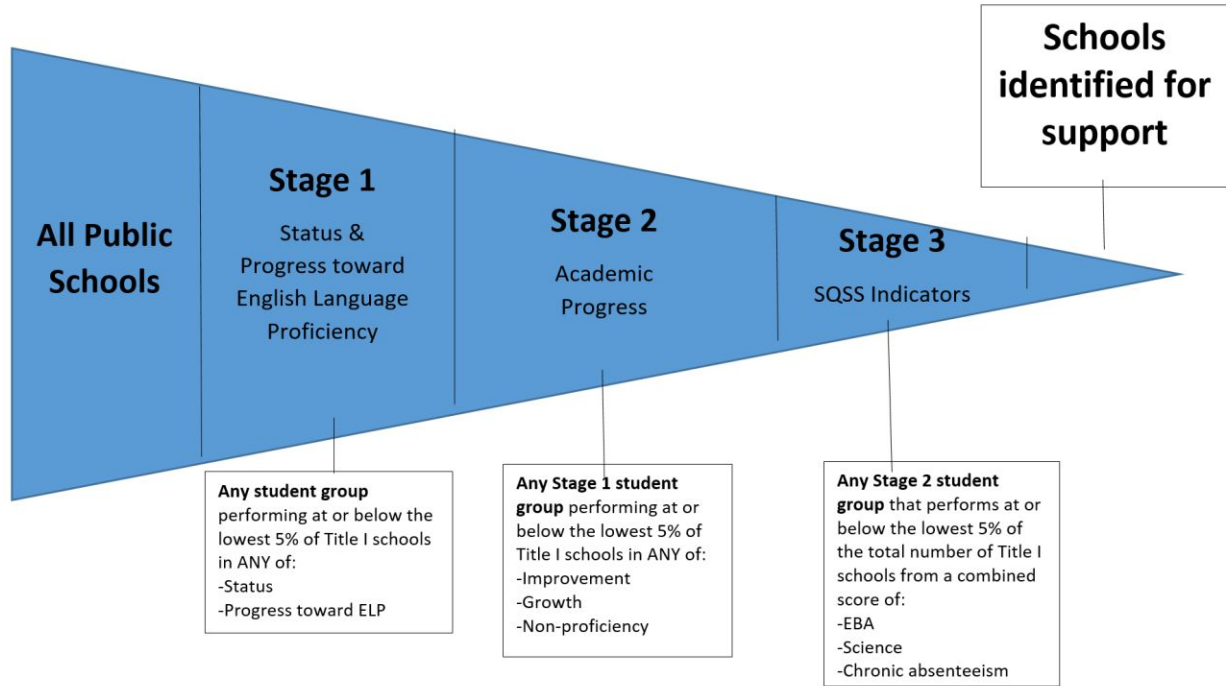 Schools
identified for
support
All Public
Schools
Stage 1
Status &
Progress toward
English Language
Proficiency
Stage 2
Academic
Progress
Stage 3
SQSS Indicators
Any student group
performing at or below the
lowest 5% of Title I schools
in ANY of:
-Status
-Progress toward ELP
Any Stage 1 student
group performing at or
below the lowest 5% of
Title I schools in ANY of:
-Improvement
-Growth
-Non-proficiency
Any Stage 2 student
group that performs at or
below the lowest 5% of
the total number of Title I
schools from a combined
score of:
-EBA
-Science
-Chronic absenteeism